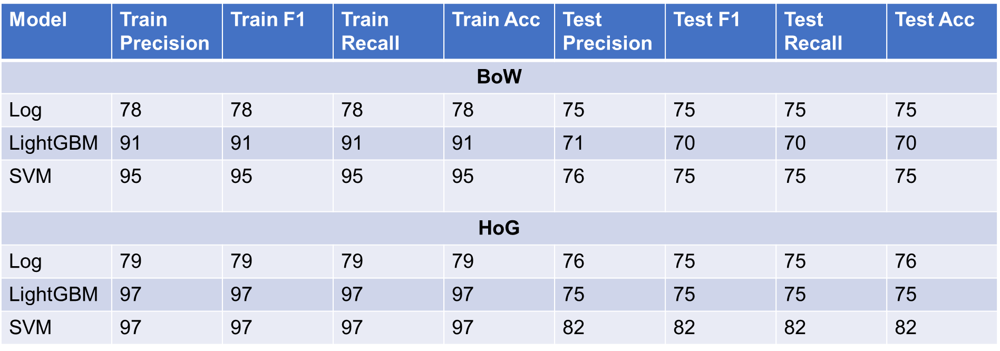 Model Train Precision Train F1 Train Recall Train Acc Test Precision Test F1 Test Recall Test Acc
BoW
Log 78 78 78 78 75 75 75 75
LightGBM 91 91 91 91 71 70 70 70
SVM 95 95 95 95 76 75 75 75
HoG
Log 79 79 79 79 76 75 75 76
LightGBM 97 97 97 97 75 75 75 75
SVM 97 97 97 97 82 82 82 82